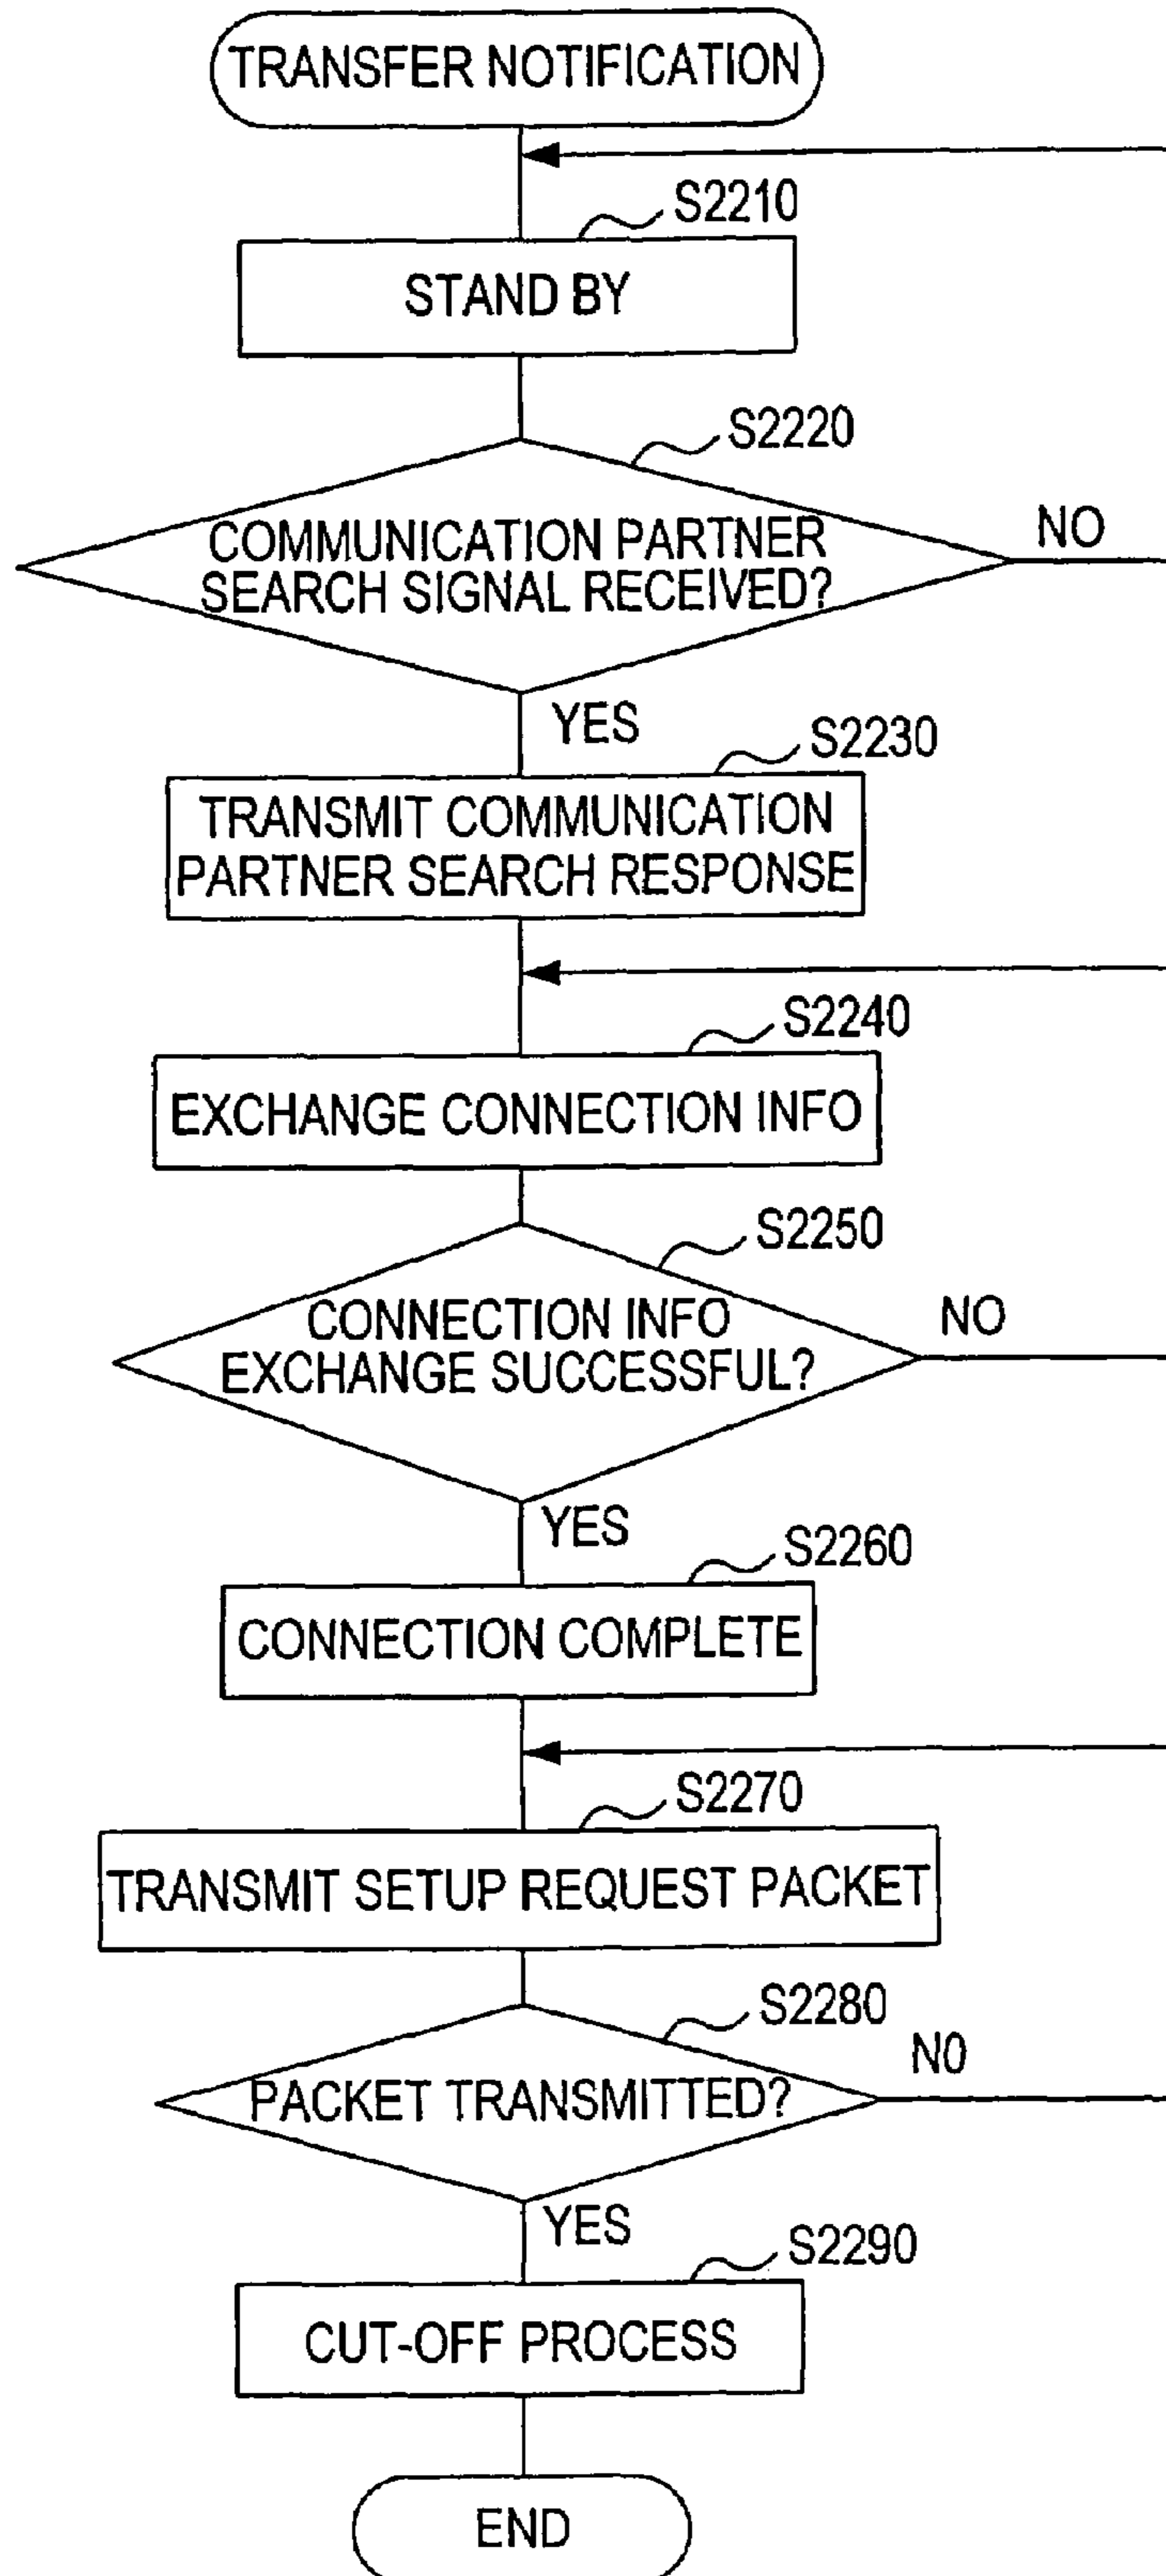 TRANSFER NOTIFICATION
S2210
STAND BY
S2220
COMMUNICATION PARTNER
SEARCH SIGNAL RECEIVED?
NO
YES
S2230
TRANSMIT COMMUNICATION
PARTNER SEARCH RESPONSE
S2240
EXCHANGE CONNECTION INFO
S2250
CONNECTION INFO
EXCHANGE SUCCESSFUL?
NO
YES
S2260
CONNECTION COMPLETE
S2270
TRANSMIT SETUP REQUEST PACKET
S2280
PACKET TRANSMITTED?
N0
YES
S2290
CUT-OFF PROCESS
END